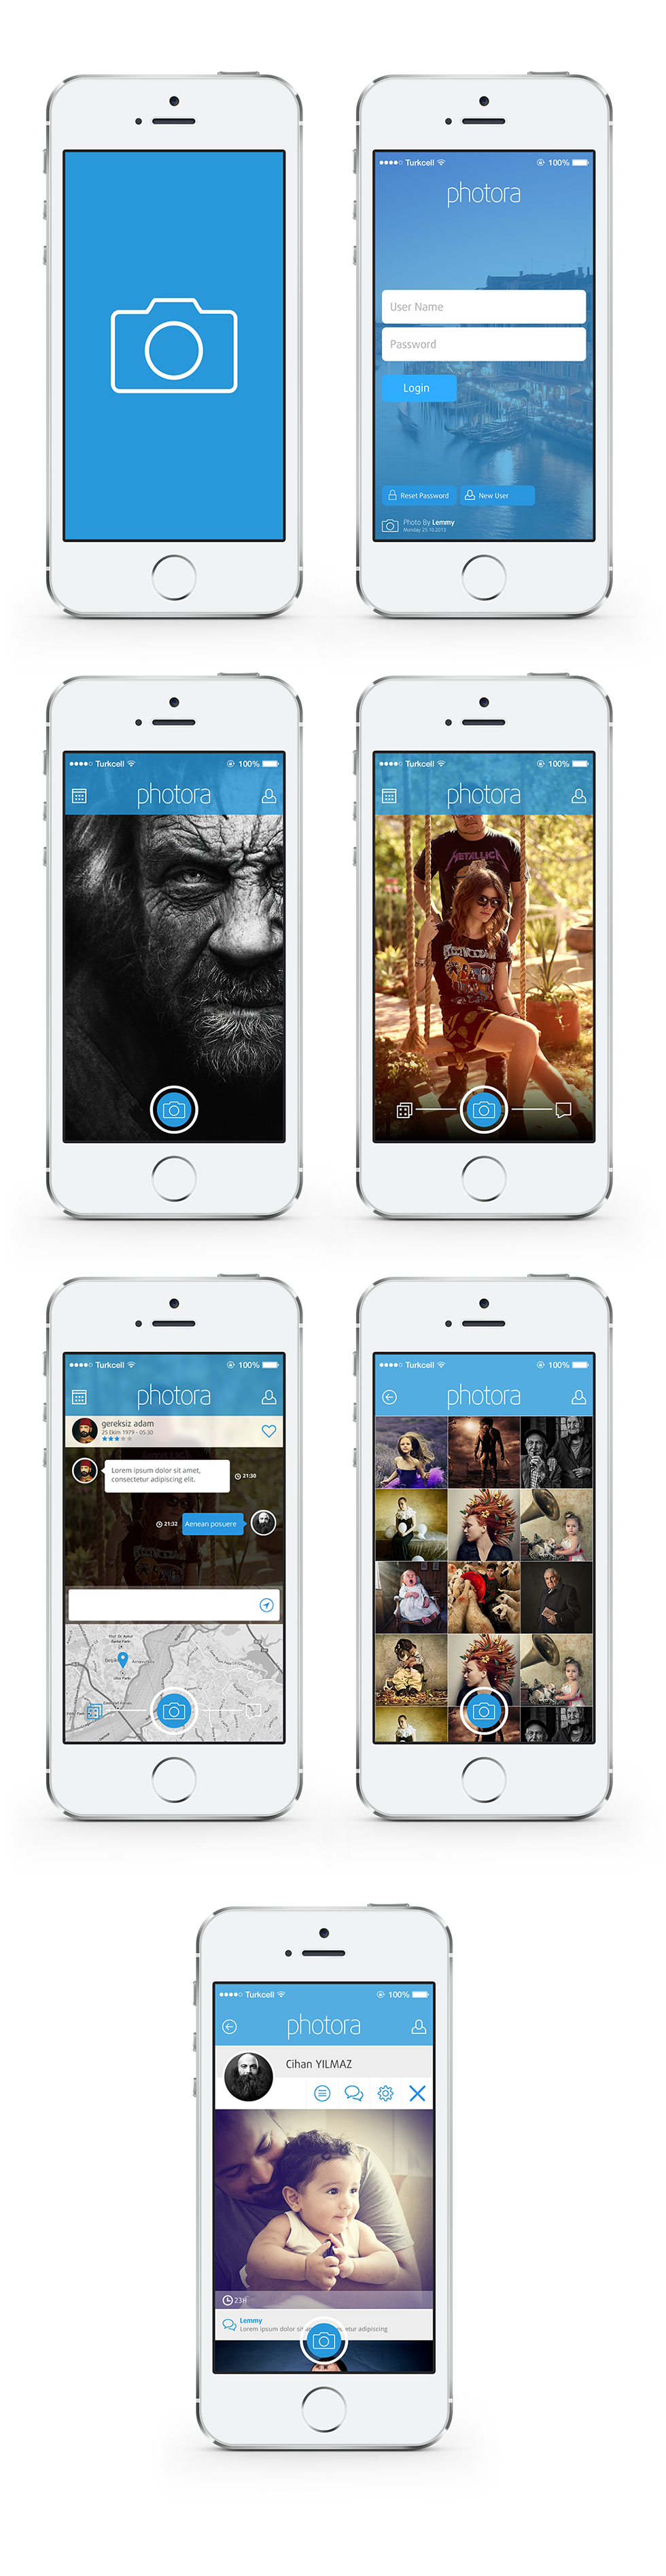 Turkcell 100%
photora
User Name
Password
Login
Reset Password New User
Photo By Lemmy
Monday 25.10.2013
Turkcell 100%
photora
Turkcell 100%
photora
METALLICA
Turkcell 100%
photora
gereksiz adam
25 Ekim 1979 - 05:30
Lorem ipsum dolor sit amet,
consectetur adipiscing elit.
21:30
21:32 Aenean posuere
Turkcell 100%
photora
Turkcell 100%
photora
Cihan YILMAZ
23H
Lemmy
Lorem ipsum dolor sit adipiscing